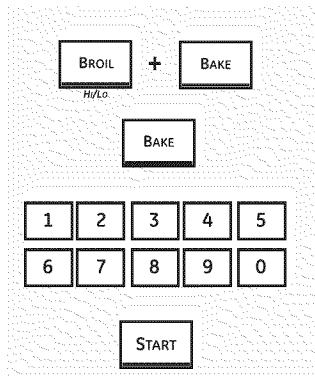 BROIL + BAKE
Hi/Lo
BAKE
1 2 3 4 5
6 7 8 9 0
START